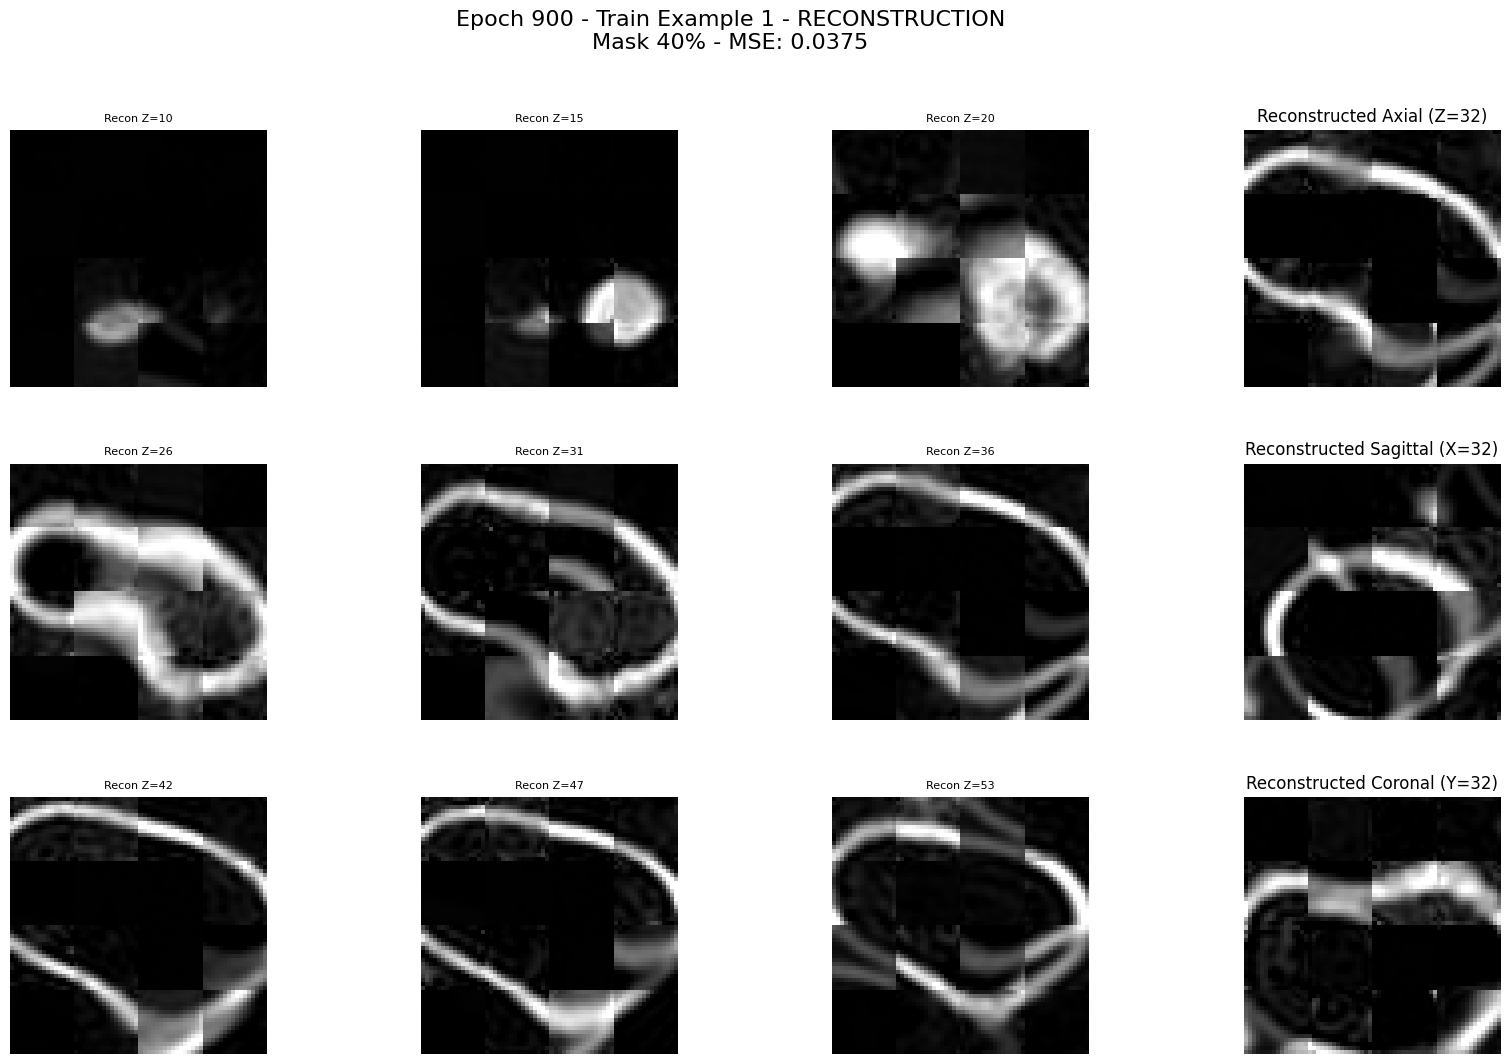 Epoch 900 - Train Example 1 - RECONSTRUCTION
Mask 40% - MSE: 0.0375
Recon Z=10
Recon Z=15
Recon Z=20
Reconstructed Axial (Z=32)
Recon Z=26
Recon Z=31
Recon Z=36
Reconstructed Sagittal (X=32)
Recon Z=42
Recon Z=47
Recon Z=53
Reconstructed Coronal (Y=32)